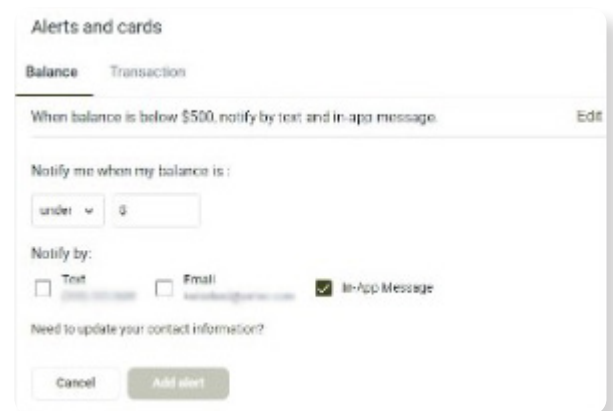 Alerts and cards
Balance Transaction
When balance is below $500, notify by text and in-app message. Edit
Notify me when my balance is :
under $
Notify by:
Text Email In-App Message
Need to update your contact information?
Cancel Add alert